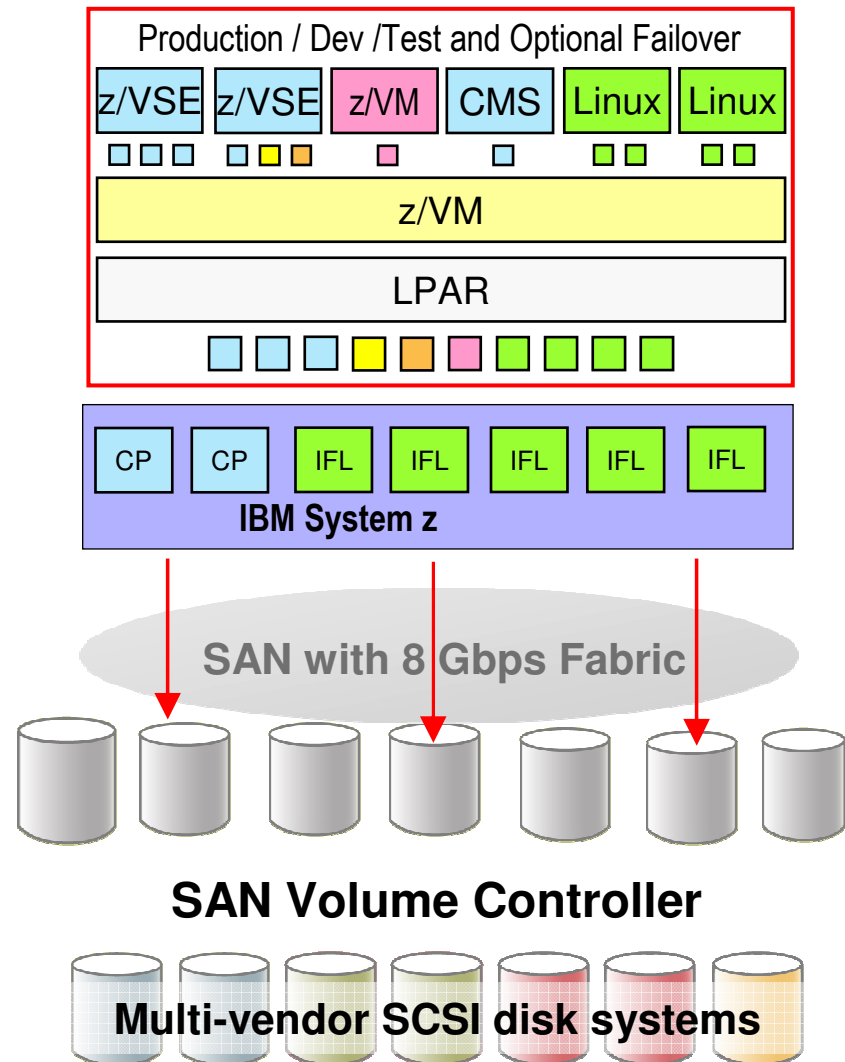 Production / Dev /Test and Optional Failover
z/VSE z/VSE z/VM CMS Linux Linux
z/VM
LPAR
CP CP IFL IFL IFL IFL IFL
IBM System z
SAN with 8 Gbps Fabric
SAN Volume Controller
Multi-vendor SCSI disk systems